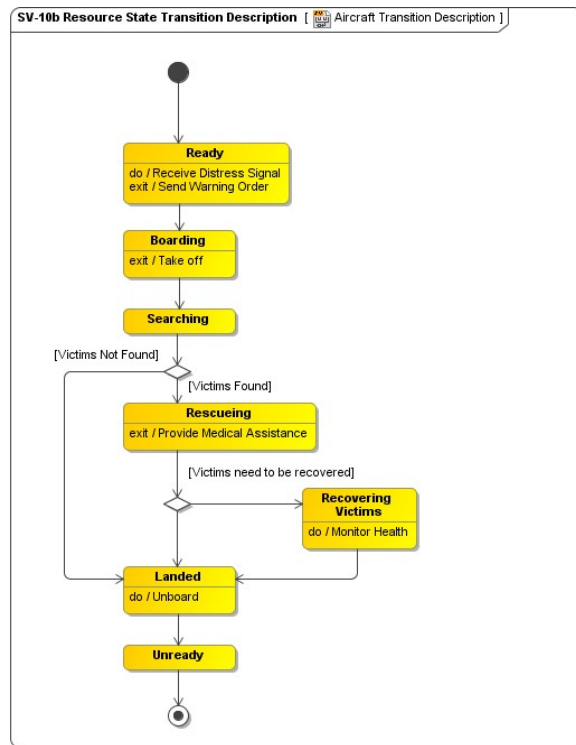 SV-10b Resource State Transition Description [ Aircraft Transition Description ]
Ready
do / Receive Distress Signal
exit / Send Warning Order
Boarding
exit / Take off
Searching
[Victims Not Found]
[Victims Found]
Rescueing
exit / Provide Medical Assistance
[Victims need to be recovered]
Recovering
Victims
do / Monitor Health
Landed
do / Unboard
Unready